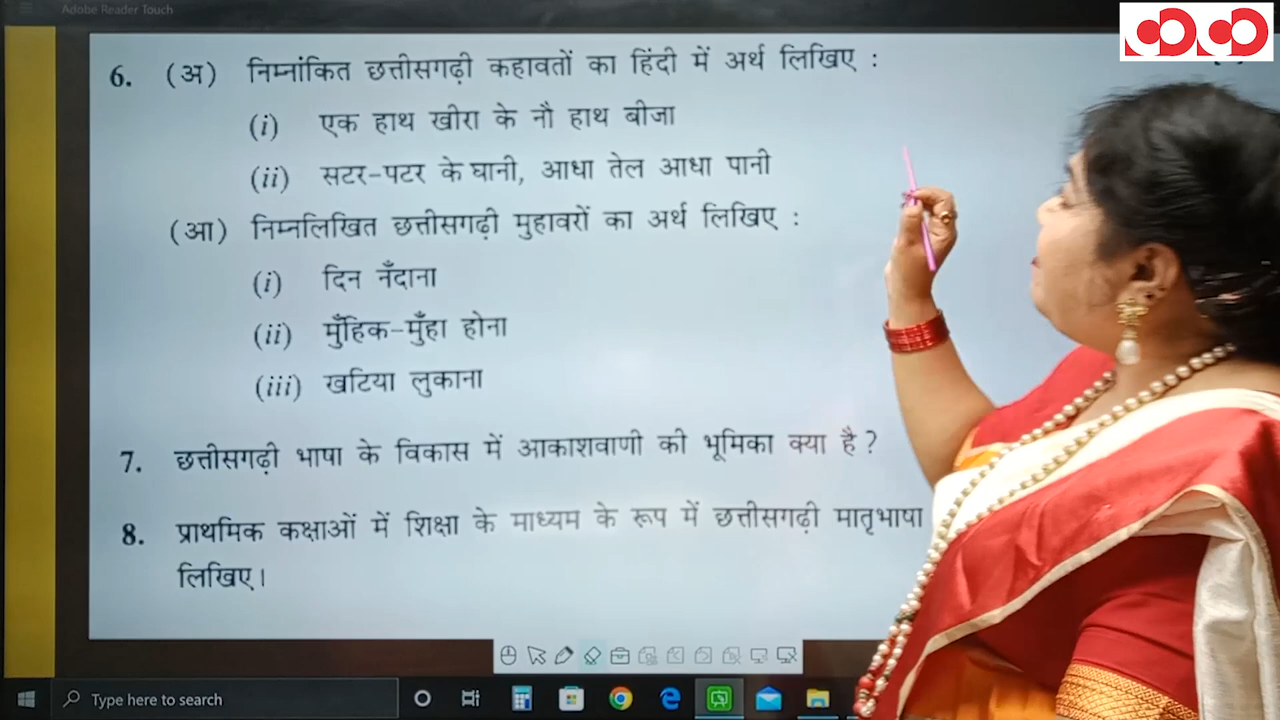 Adobe Reader Touch
6. (अ) निम्नांकित छत्तीसगढ़ी कहावतों का हिंदी में अर्थ लिखिए :
(i) एक हाथ खीरा के नौ हाथ बीजा
(ii) सटर-पटर के घानी, आधा तेल आधा पानी
(आ) निम्नलिखित छत्तीसगढ़ी मुहावरों का अर्थ लिखिए :
(i) दिन नँदाना
(ii) मुँहिक-मुँहा होना
(iii) खटिया लुकाना
7. छत्तीसगढ़ी भाषा के विकास में आकाशवाणी की भूमिका क्या है ?
8. प्राथमिक कक्षाओं में शिक्षा के माध्यम के रूप में छत्तीसगढ़ी मातृभाषा
लिखिए।
Type here to search